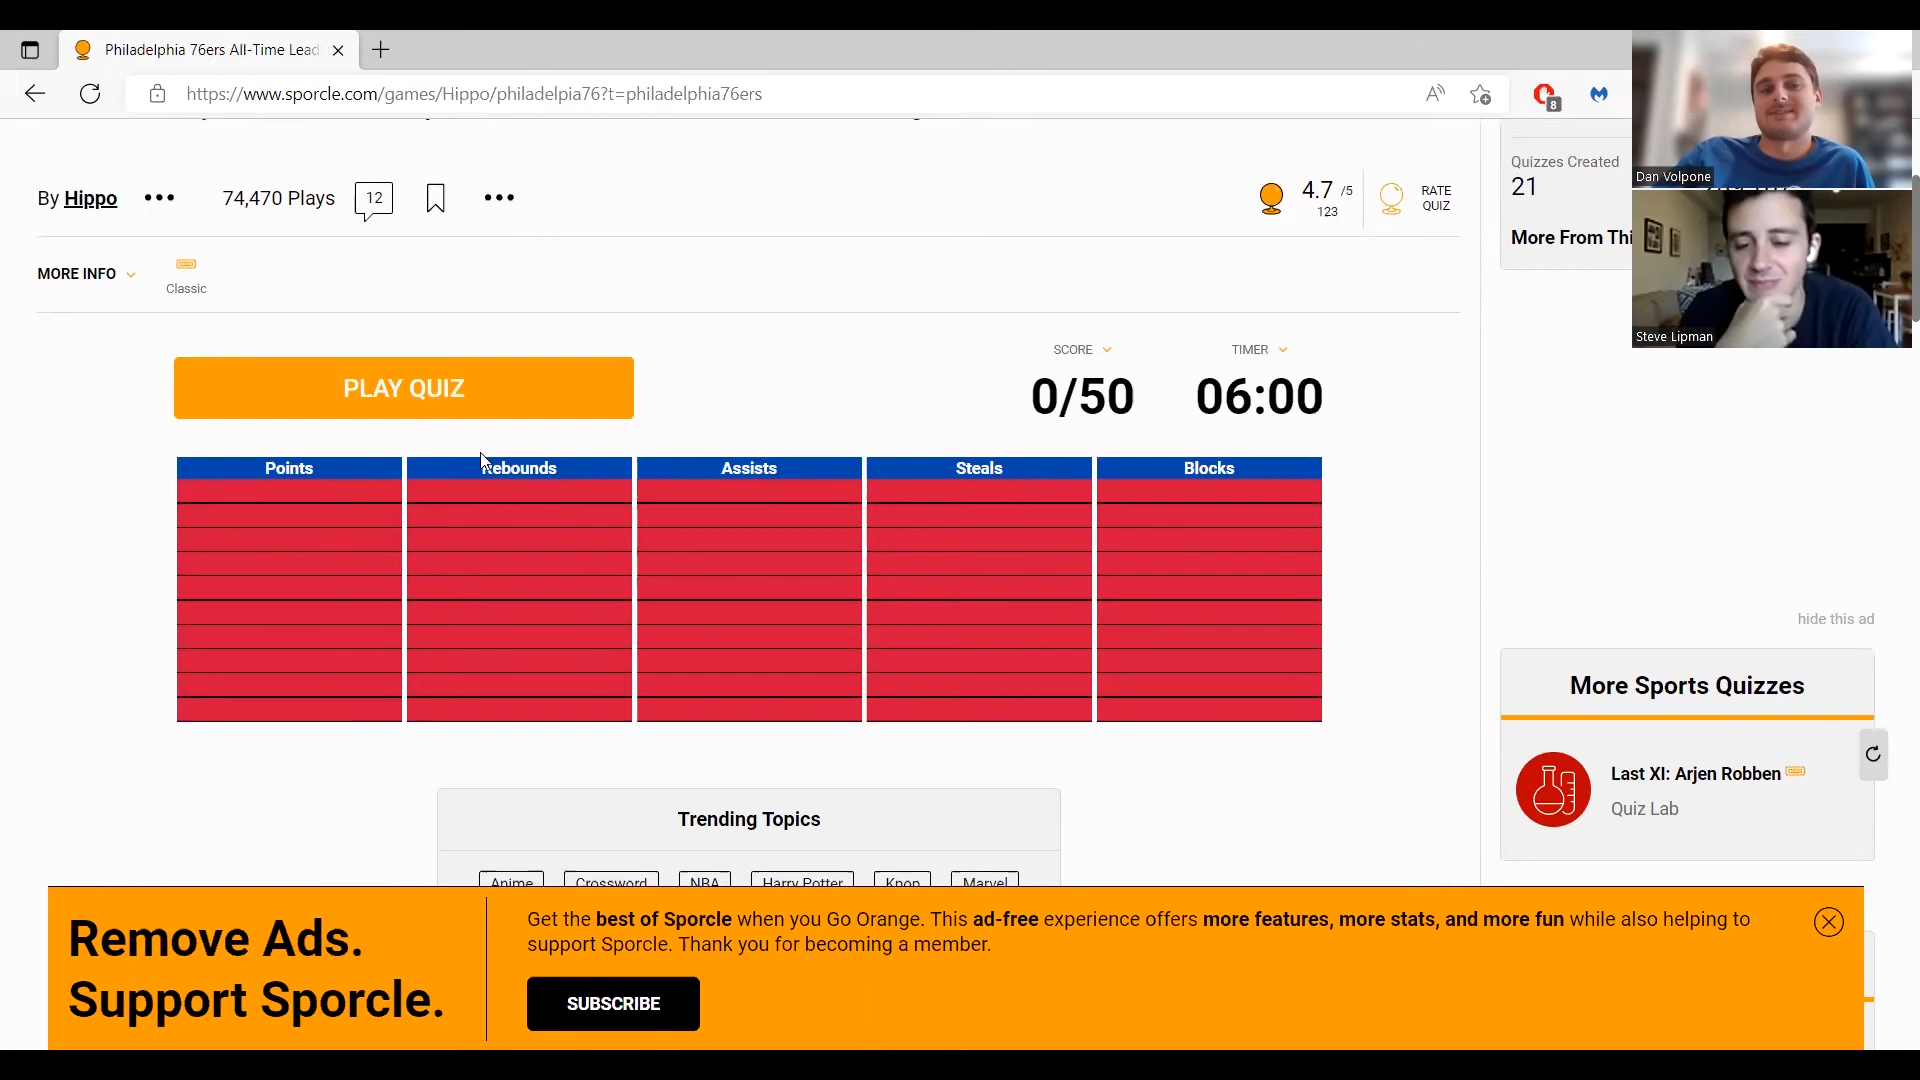 Philadelphia 76ers All-Time Lead
https://www.sporcle.com/games/Hippo/philadelpia76?t=philadelphia76ers
8
By Hippo
74,470 Plays
12
4.7 /5
123
RATE
QUIZ
MORE INFO
Classic
Quizzes Created
21
More From Thi
Dan Volpone
Steve Lipman
PLAY QUIZ
SCORE
0/50
TIMER
06:00
Points
Rebounds
Assists
Steals
Blocks
hide this ad
More Sports Quizzes
Last XI: Arjen Robben
Quiz Lab
Trending Topics
Anime
Crossword
NBA
Harry Potter
Kpop
Marvel
Remove Ads.
Support Sporcle.
Get the best of Sporcle when you Go Orange. This ad-free experience offers more features, more stats, and more fun while also helping to
support Sporcle. Thank you for becoming a member.
SUBSCRIBE